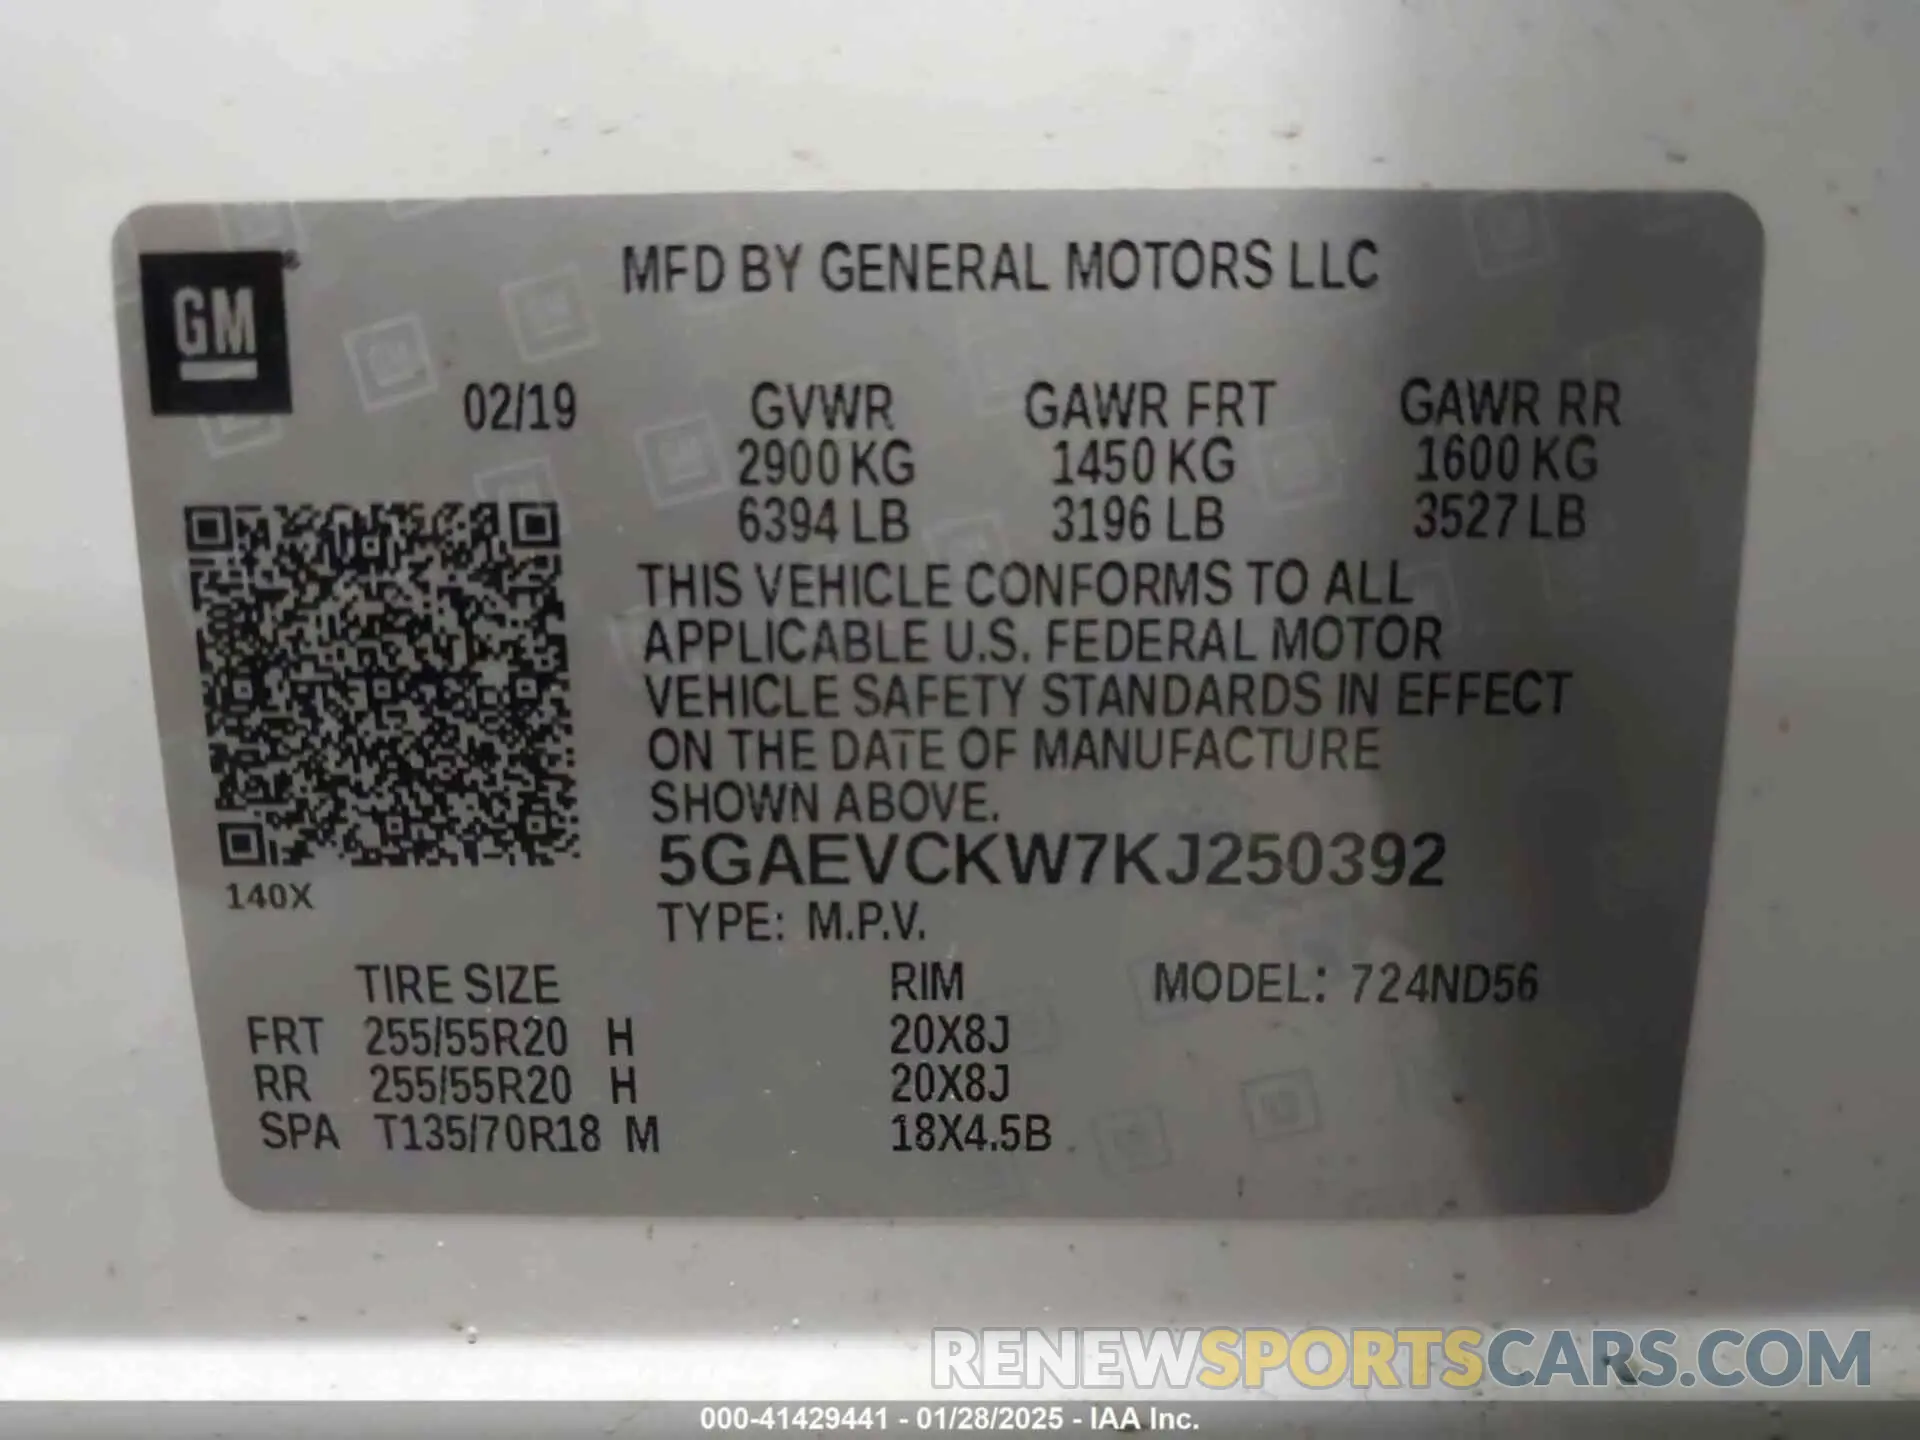 MFD BY GENERAL MOTORS LLC
GM
02/19 GVWR GAWR FRT GAWR RR
2900 KG 1450 KG 1600 KG
6394 LB 3196 LB 3527 LB
THIS VEHICLE CONFORMS TO ALL
APPLICABLE U.S. FEDERAL MOTOR
VEHICLE SAFETY STANDARDS IN EFFECT
ON THE DATE OF MANUFACTURE
SHOWN ABOVE.
5GAEVCKW7KJ250392
140X
TYPE: M.P.V.
TIRE SIZE RIM MODEL: 724ND56
FRT 255/55R20 H 20X8J
RR 255/55R20 H 20X8J
SPA T135/70R18 M 18X4.5B
RENEWSPORTSCARS.COM
000-41429441 - 01/28/2025 - IAA Inc.